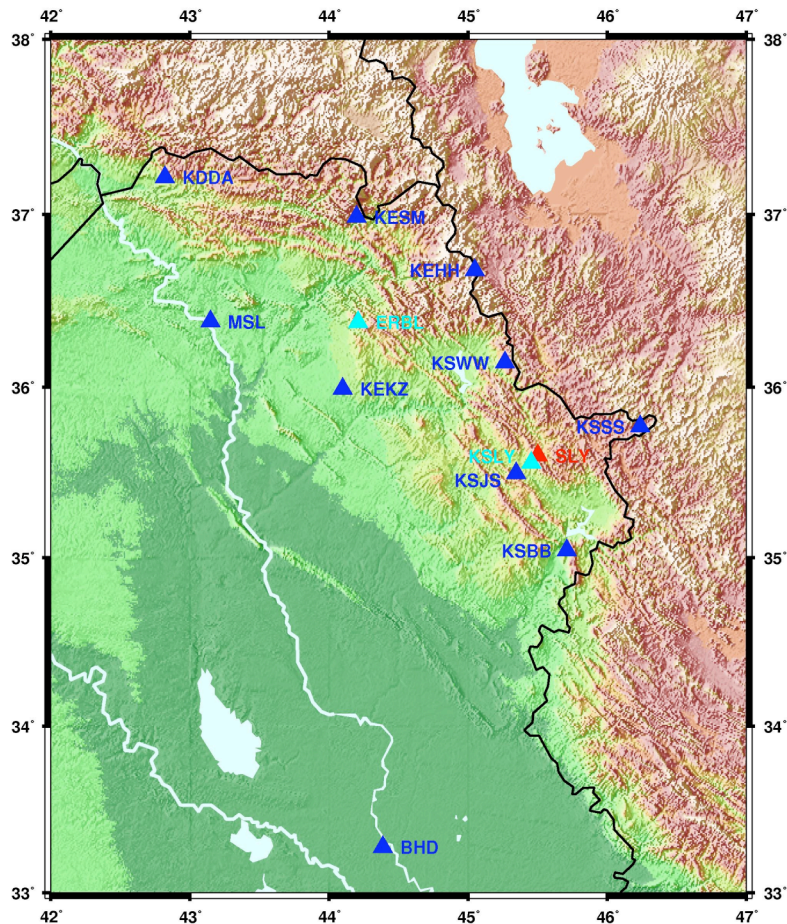 42˚ 43˚ 44˚ 45˚ 46˚ 47˚
38˚ 38˚
KDDA
37˚ KESM 37˚
KEHH
MSL ERBL
KSWW
36˚ KEKZ 36˚
KSSS
KSLY SLY
KSJS
KSBB
35˚ 35˚
34˚ 34˚
BHD
33˚ 33˚
42˚ 43˚ 44˚ 45˚ 46˚ 47˚